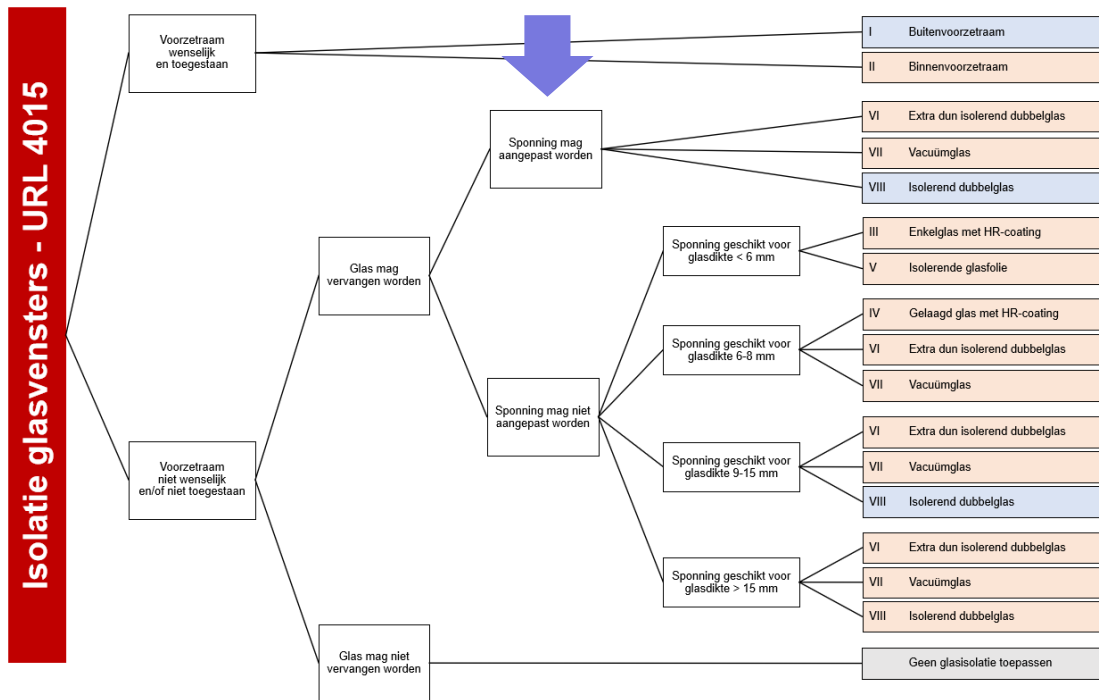 Isolatie glasvensters - URL 4015
Voorzetraam
wenselijk
en toegestaan
I Buitenvoorzetraam
II Binnenvoorzetraam
Sponning mag
aangepast worden
VI Extra dun isolerend dubbelglas
VII Vacuümglas
VIII Isolerend dubbelglas
Glas mag
vervangen worden
Sponning geschikt voor
glasdikte < 6 mm
III Enkelglas met HR-coating
V Isolerende glasfolie
Sponning geschikt voor
glasdikte 6-8 mm
IV Gelaagd glas met HR-coating
VI Extra dun isolerend dubbelglas
VII Vacuümglas
Sponning mag niet
aangepast worden
Voorzetraam
niet wenselijk
en/of niet toegestaan
Sponning geschikt voor
glasdikte 9-15 mm
VI Extra dun isolerend dubbelglas
VII Vacuümglas
VIII Isolerend dubbelglas
Sponning geschikt voor
glasdikte > 15 mm
VI Extra dun isolerend dubbelglas
VII Vacuümglas
VIII Isolerend dubbelglas
Glas mag niet
vervangen worden
Geen glasisolatie toepassen